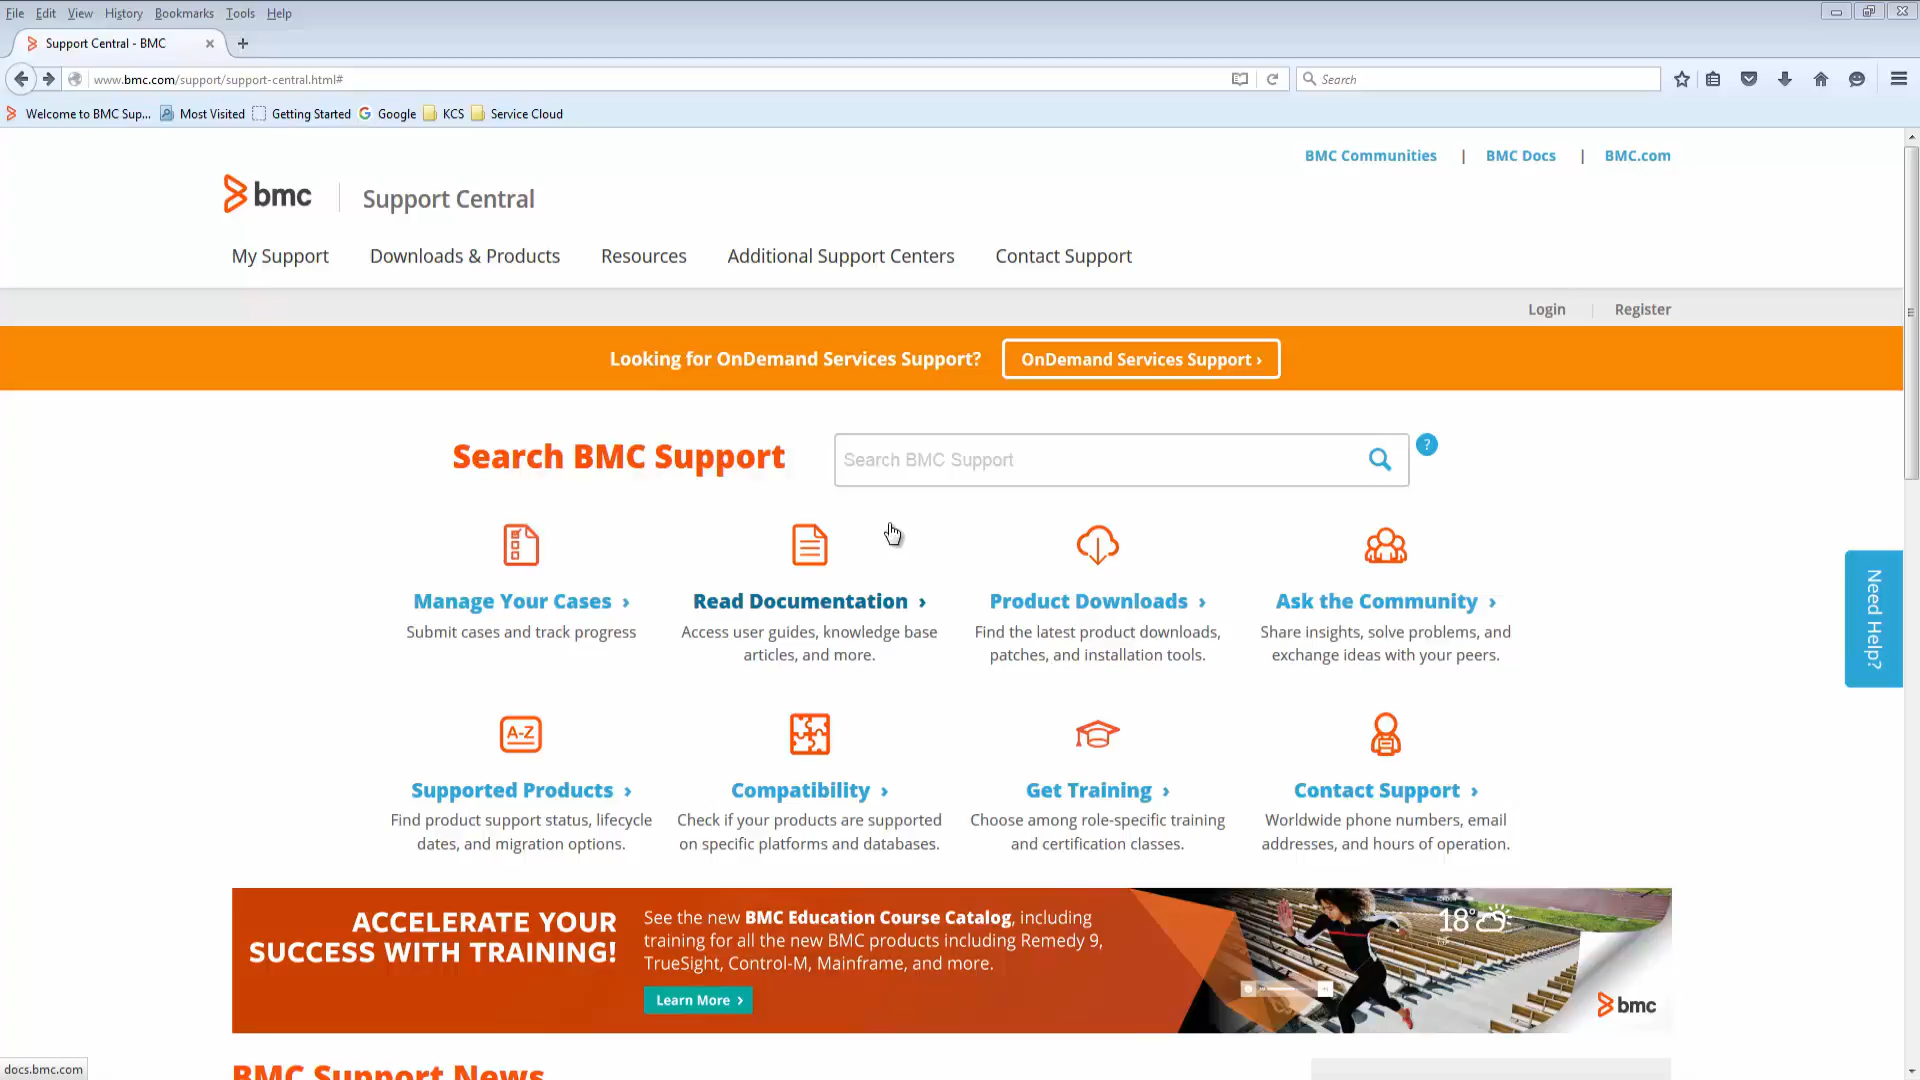 File Edit View History Bookmarks Tools Help
Support Central - BMC
www.bmc.com/support/support-central.html#
Search
Welcome to BMC Sup... Most Visited Getting Started Google KCS Service Cloud
BMC Communities | BMC Docs | BMC.com
bmc Support Central
My Support Downloads & Products Resources Additional Support Centers Contact Support
Login Register
Looking for OnDemand Services Support? OnDemand Services Support ›
Search BMC Support Search BMC Support ?
Manage Your Cases › Read Documentation › Product Downloads › Ask the Community ›
Submit cases and track progress Access user guides, knowledge base Find the latest product downloads, Share insights, solve problems, and
articles, and more. patches, and installation tools. exchange ideas with your peers.
Need Help?
A-Z
Supported Products › Compatibility › Get Training › Contact Support ›
Find product support status, lifecycle Check if your products are supported Choose among role-specific training Worldwide phone numbers, email
dates, and migration options. on specific platforms and databases. and certification classes. addresses, and hours of operation.
ACCELERATE YOUR See the new BMC Education Course Catalog, including 18°
SUCCESS WITH TRAINING! training for all the new BMC products including Remedy 9,
TrueSight, Control-M, Mainframe, and more.
Learn More › bmc
BMC Support News
docs.bmc.com